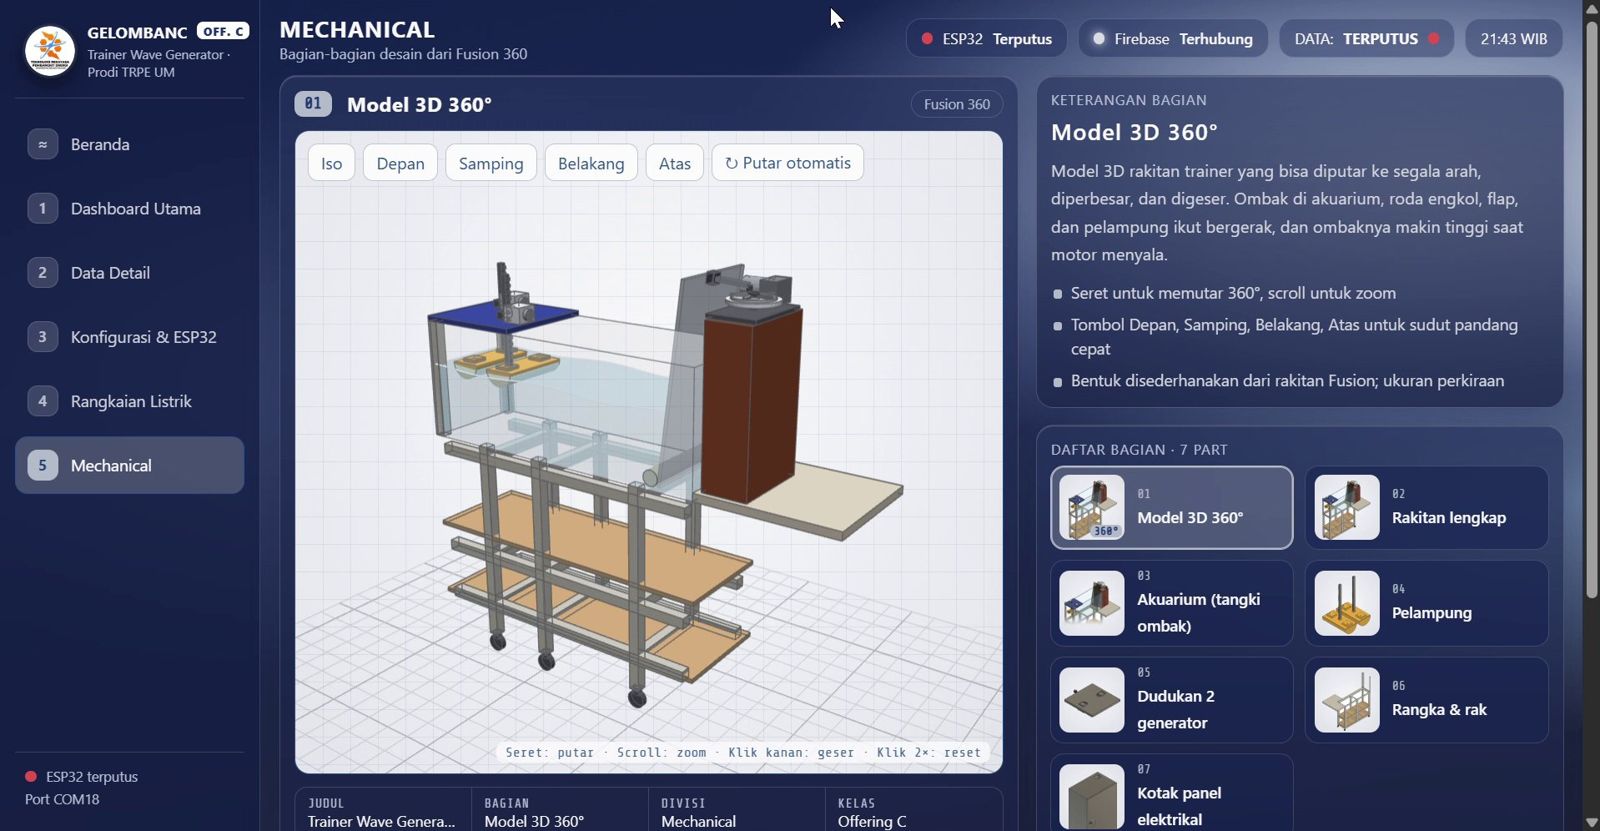 GELOMBANC OFF. C
Trainer Wave Generator ·
Prodi TRPE UM
≈ Beranda
1 Dashboard Utama
2 Data Detail
3 Konfigurasi & ESP32
4 Rangkaian Listrik
5 Mechanical
ESP32 terputus
Port COM18
MECHANICAL
Bagian-bagian desain dari Fusion 360
ESP32 Terputus
Firebase Terhubung
DATA: TERPUTUS
21:43 WIB
01 Model 3D 360°
Fusion 360
Iso
Depan
Samping
Belakang
Atas
↻ Putar otomatis
Seret: putar · Scroll: zoom · Klik kanan: geser · Klik 2×: reset
JUDUL
Trainer Wave Genera...
BAGIAN
Model 3D 360°
DIVISI
Mechanical
KELAS
Offering C
KETERANGAN BAGIAN
Model 3D 360°
Model 3D rakitan trainer yang bisa diputar ke segala arah,
diperbesar, dan digeser. Ombak di akuarium, roda engkol, flap,
dan pelampung ikut bergerak, dan ombaknya makin tinggi saat
motor menyala.
Seret untuk memutar 360°, scroll untuk zoom
Tombol Depan, Samping, Belakang, Atas untuk sudut pandang
cepat
Bentuk disederhanakan dari rakitan Fusion; ukuran perkiraan
DAFTAR BAGIAN · 7 PART
360°
01
Model 3D 360°
02
Rakitan lengkap
03
Akuarium (tangki
ombak)
04
Pelampung
05
Dudukan 2
generator
06
Rangka & rak
07
Kotak panel
elektrikal